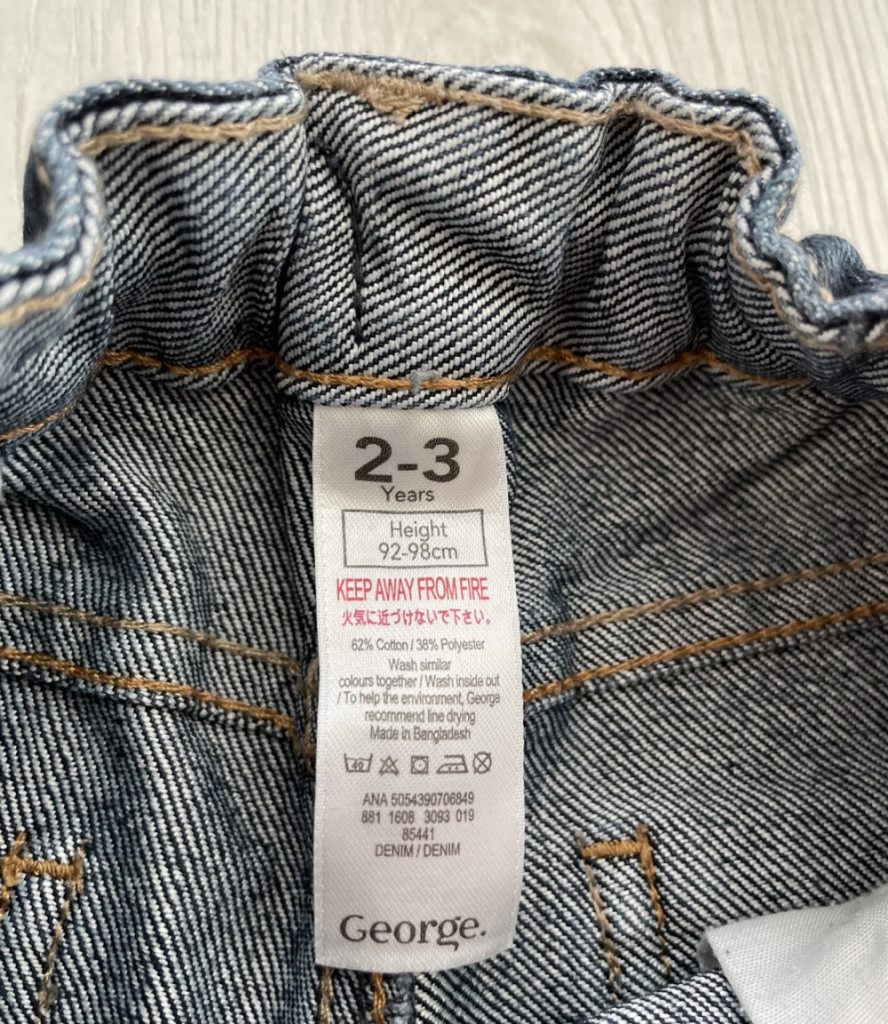 2-3
Years
Height
92-98cm
KEEP AWAY FROM FIRE
火気に近づけないで下さい。
62% Cotton / 38% Polyester
Wash similar
colours together / Wash inside out
/ To help the environment, George
recommend line drying
Made in Bangladesh
40
ANA 5054390706849
881 1608 3093 019
85441
DENIM / DENIM
George.